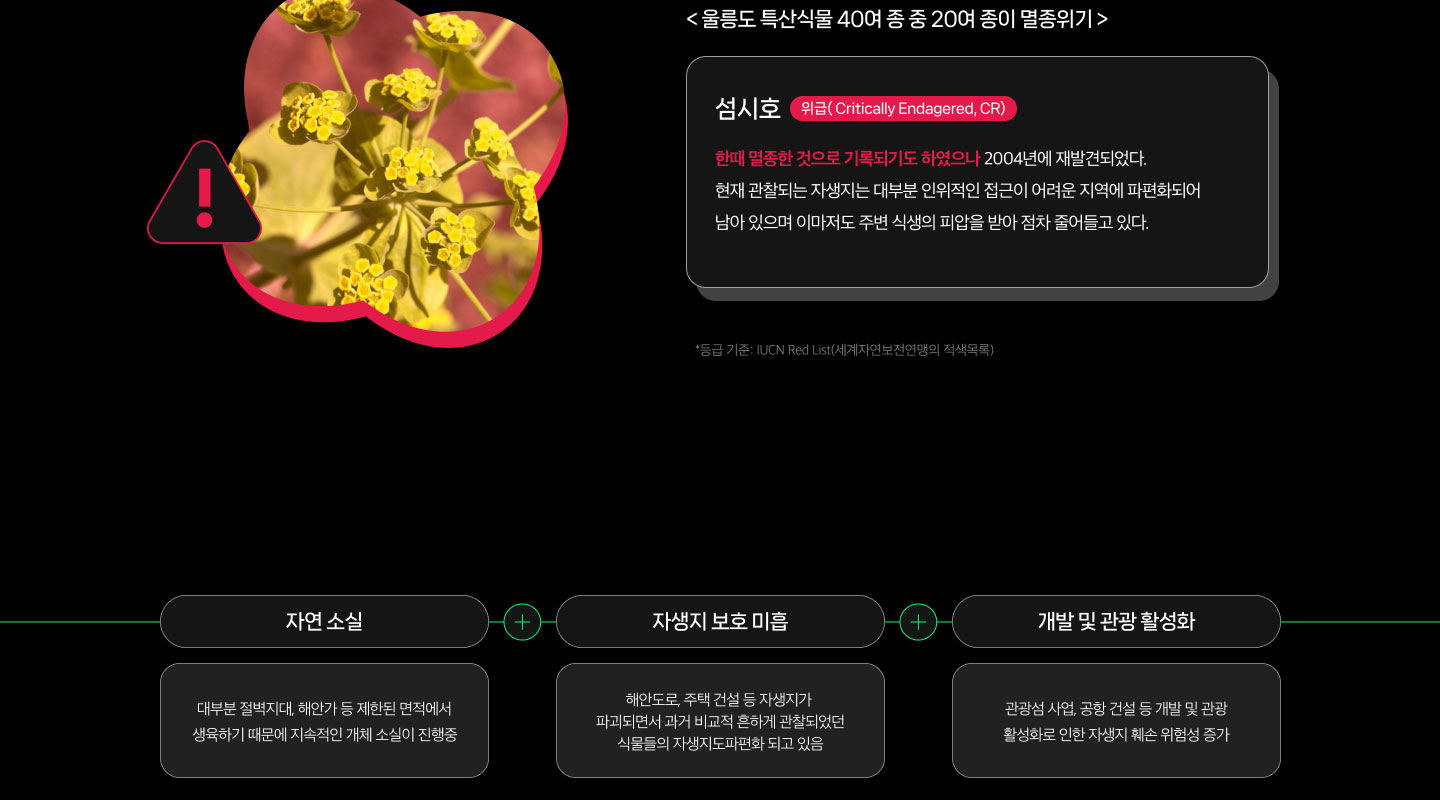 < 울릉도 특산식물 40여 종 중 20여 종이 멸종위기 >
섬시호 위급( Critically Endagered, CR)
한때 멸종한 것으로 기록되기도 하였으나 2004년에 재발견되었다.
현재 관찰되는 자생지는 대부분 인위적인 접근이 어려운 지역에 파편화되어
남아 있으며 이마저도 주변 식생의 피압을 받아 점차 줄어들고 있다.
*등급 기준: IUCN Red List(세계자연보전연맹의 적색목록)
자연 소실
대부분 절벽지대, 해안가 등 제한된 면적에서
생육하기 때문에 지속적인 개체 소실이 진행중
자생지 보호 미흡
해안도로, 주택 건설 등 자생지가
파괴되면서 과거 비교적 흔하게 관찰되었던
식물들의 자생지도파편화 되고 있음
개발 및 관광 활성화
관광섬 사업, 공항 건설 등 개발 및 관광
활성화로 인한 자생지 훼손 위험성 증가